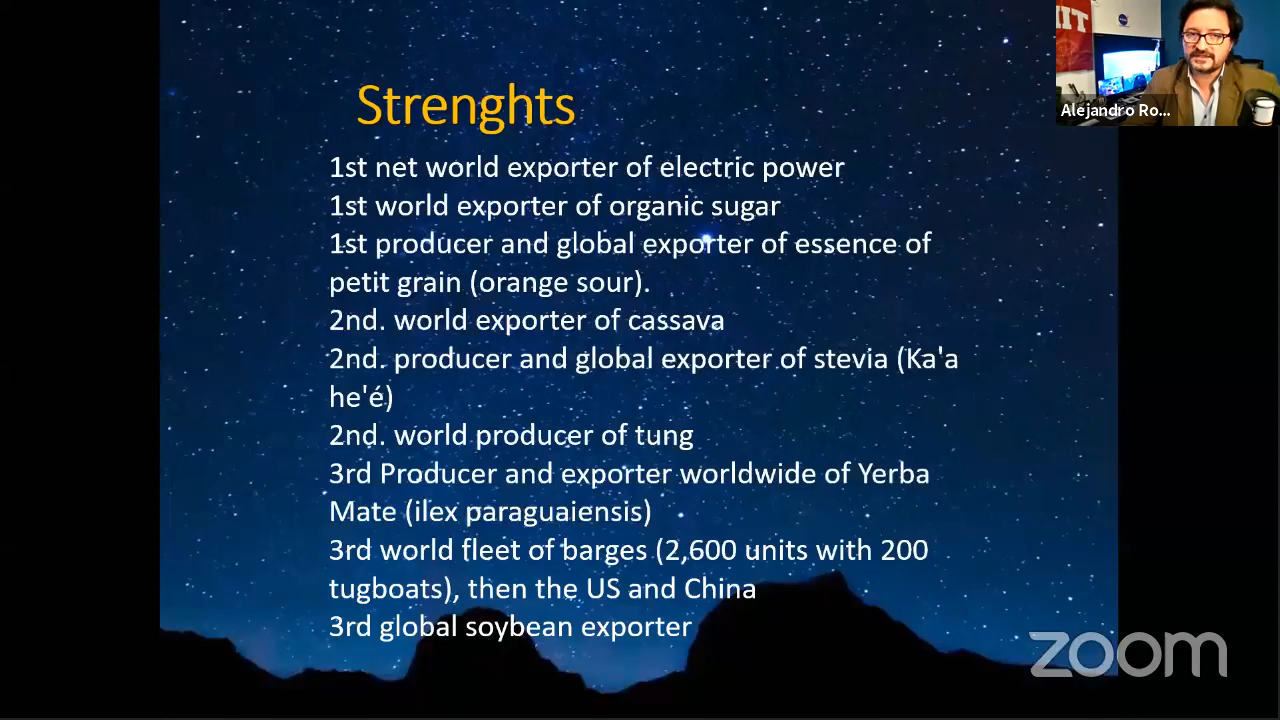 Strenghts
1st net world exporter of electric power
1st world exporter of organic sugar
1st producer and global exporter of essence of
petit grain (orange sour).
2nd. world exporter of cassava
2nd. producer and global exporter of stevia (Ka'a
he'é)
2nd. world producer of tung
3rd Producer and exporter worldwide of Yerba
Mate (ilex paraguaiensis)
3rd world fleet of barges (2,600 units with 200
tugboats), then the US and China
3rd global soybean exporter
IIT
Alejandro Ro...
zoom